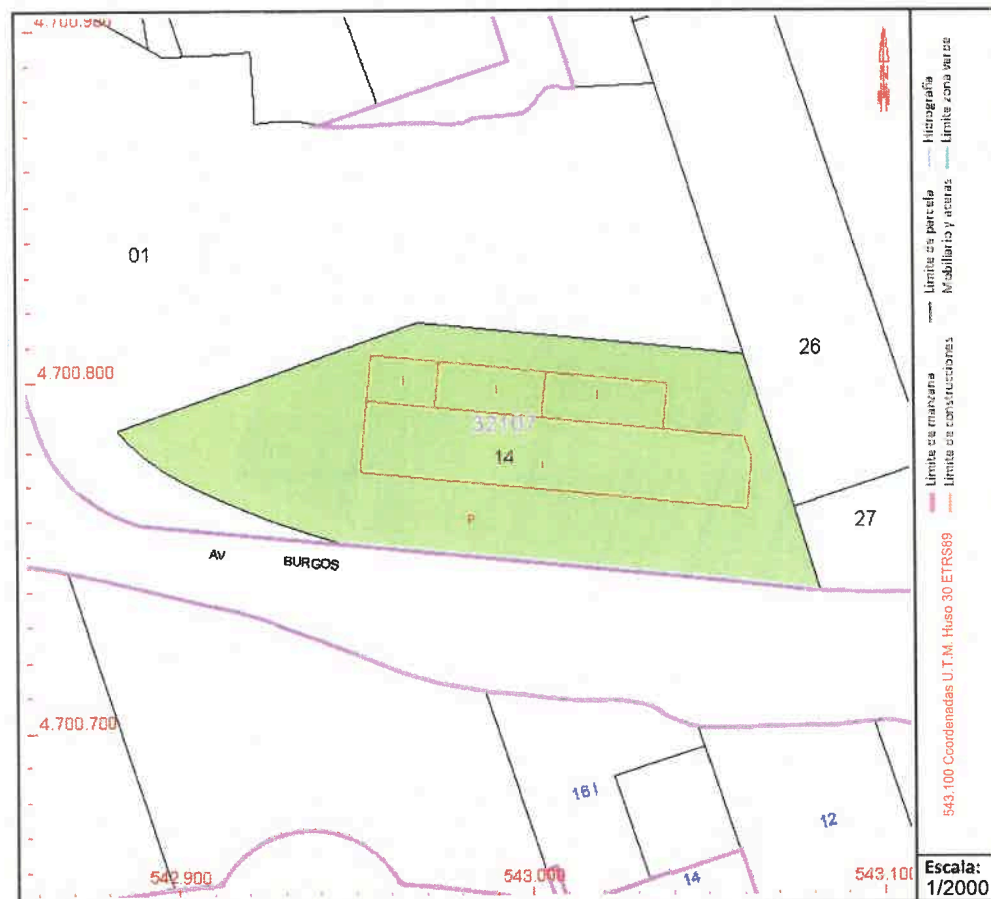 4.700.900
01
26
4.700.800
I
I
I
32107
14
I
27
P
AV BURGOS
4.700.700
161
12
14
542.900
543.000
543.100
Límite de manzana
Límite de parcela
Hidrografía
Límite de construcciones
Mobiliario y aceras
Límite zona verde
543.100 Coordenadas U.T.M. Huso 30 ETRS89
Escala:
1/2000